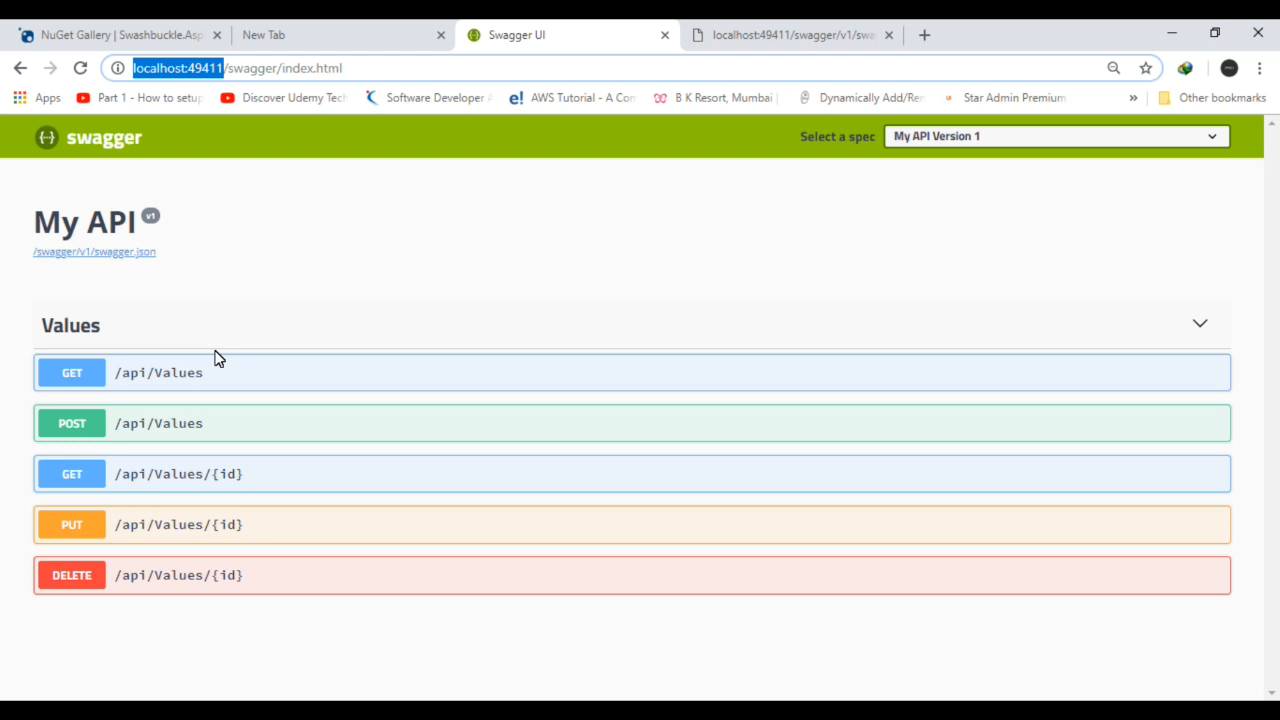 NuGet Gallery | Swashbuckle.Asp
New Tab
Swagger UI
localhost:49411/swagger/v1/swa
localhost:49411/swagger/index.html
Apps
Part 1 - How to setup
Discover Udemy Tech
Software Developer
AWS Tutorial - A Com
B K Resort, Mumbai |
Dynamically Add/Re
Star Admin Premium
»
Other bookmarks
{··} swagger
Select a spec
My API Version 1
My API v1
/swagger/v1/swagger.json
Values
GET /api/Values
POST /api/Values
GET /api/Values/{id}
PUT /api/Values/{id}
DELETE /api/Values/{id}